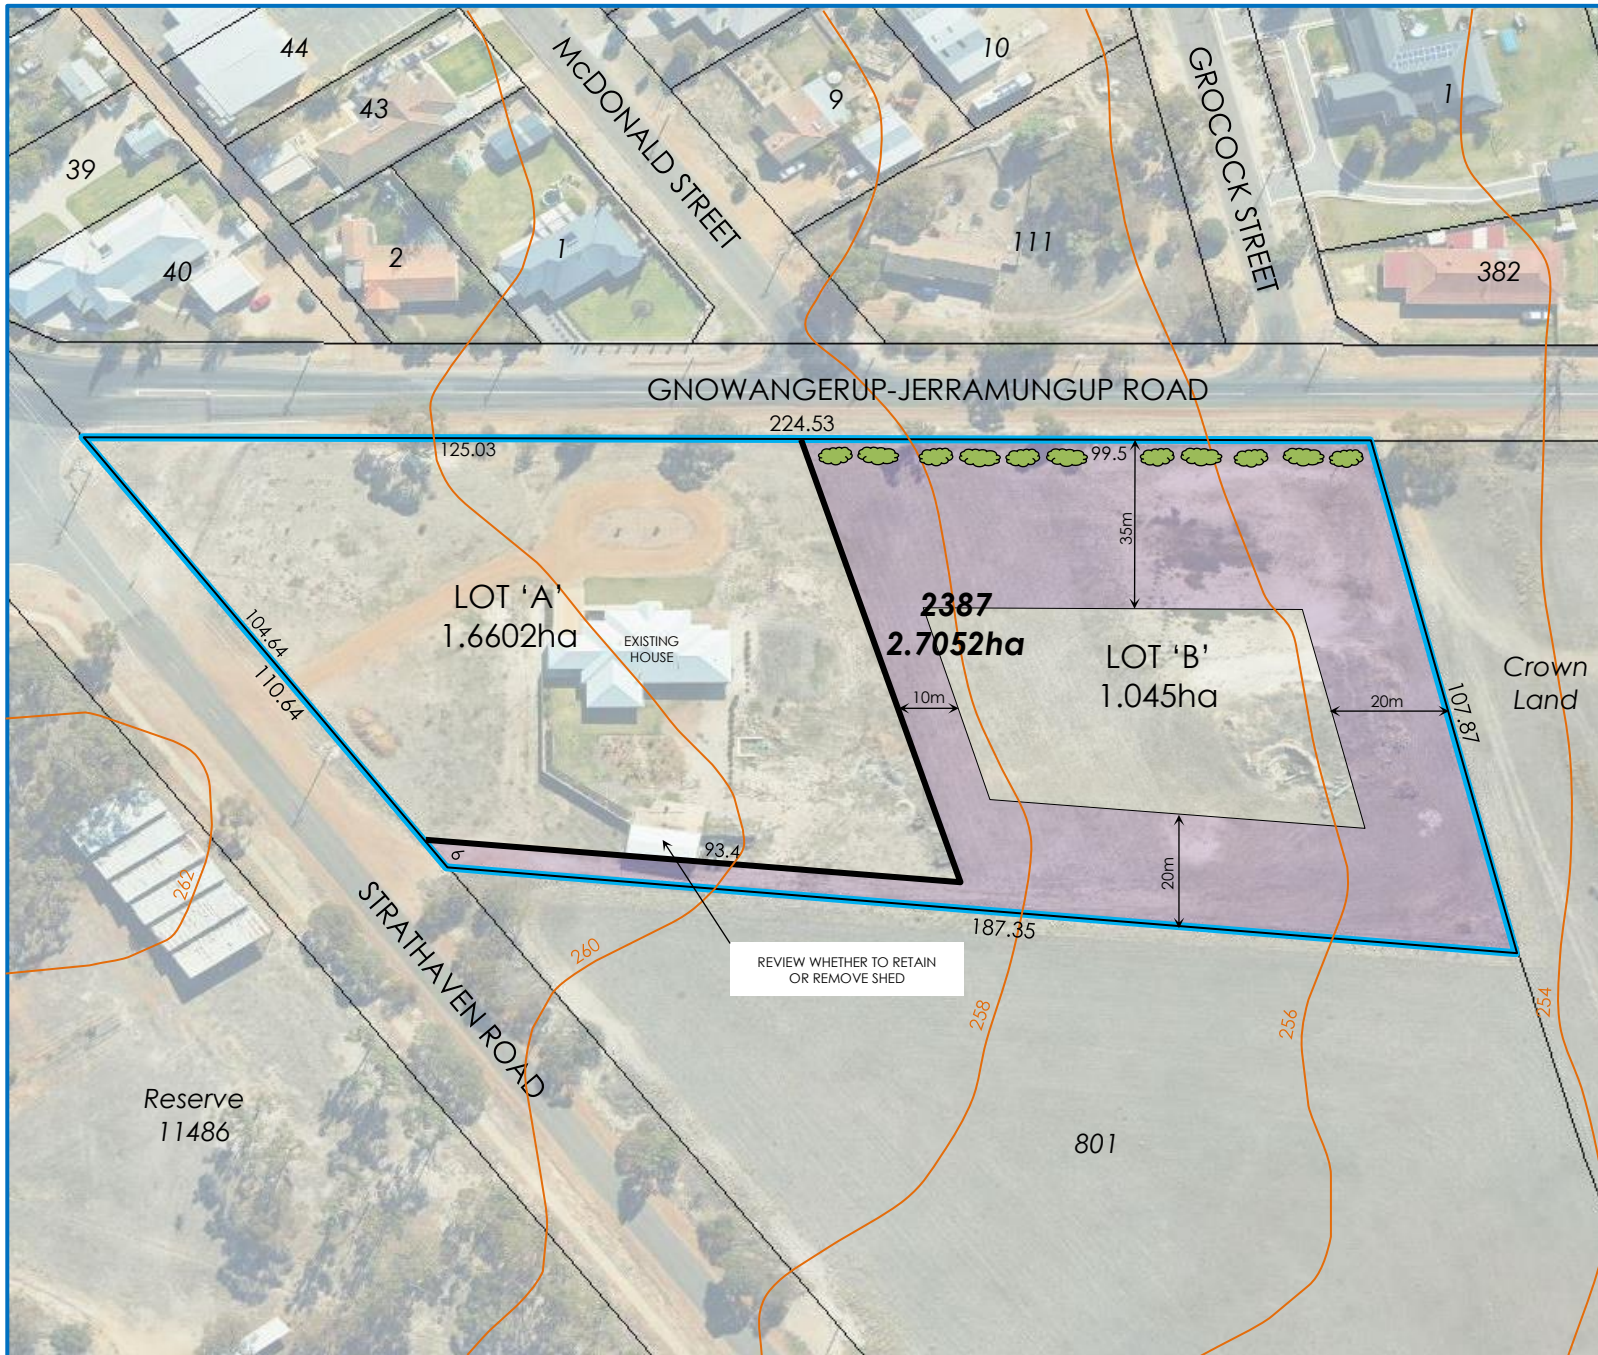 44
McDONALD STREET
10
GROCOCK STREET
1
43
9
39
111
2
1
40
382
GNOWANGERUP-JERRAMUNGUP ROAD
224.53
125.03
99.5
35m
LOT ‘A’
1.6602ha
2387
2.7052ha
EXISTING
HOUSE
LOT ‘B’
1.045ha
Crown
Land
104.64
110.64
10m
20m
107.87
93.4
6
20m
262
STRATHAVEN ROAD
187.35
260
REVIEW WHETHER TO RETAIN
OR REMOVE SHED
258
256
254
Reserve
11486
801